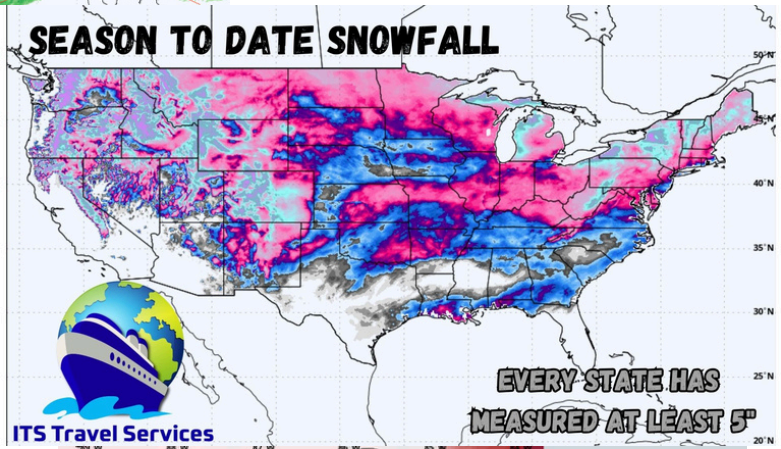 SEASON TO DATE SNOWFALL
50°N
45°N
40°N
35°N
30°N
25°N
20°N
EVERY STATE HAS
MEASURED AT LEAST 5"
ITS Travel Services